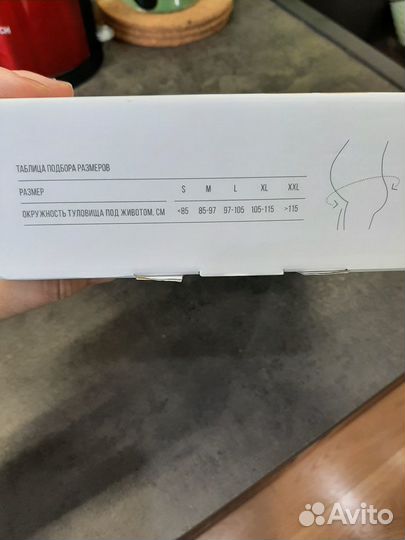 СН
ТАБЛИЦА ПОДБОРА РАЗМЕРОВ
РАЗМЕР S M L XL XXL
ОКРУЖНОСТЬ ТУЛОВИЩА ПОД ЖИВОТОМ, СМ <85 85-97 97-105 105-115 >115
Avito